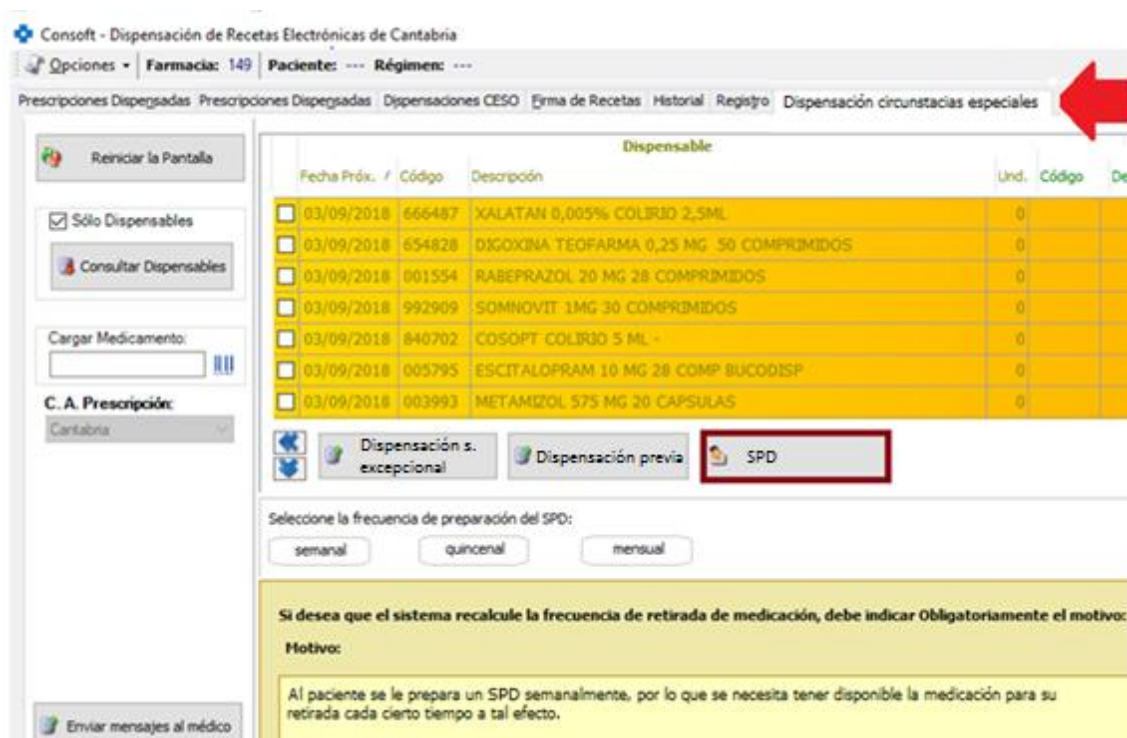 Consoft - Dispensación de Recetas Electrónicas de Cantabria
Opciones Farmacia: 149 Paciente: --- Régimen: ---
Prescripciones Dispensadas Prescripciones Dispensadas Dispensaciones CESO Firma de Recetas Historial Registro Dispensación circunstacias especiales
Reiniciar la Pantalla
Sólo Dispensables
Consultar Dispensables
Cargar Medicamento:
C. A. Prescripción:
Cantabria
Enviar mensajes al médico
Dispensable
Fecha Próx. / Código Descripción Und. Código De
03/09/2018 666487 XALATAN 0,005% COLIRIO 2,5ML 0
03/09/2018 654828 DIGOXINA TEOFARMA 0,25 MG 50 COMPRIMIDOS 0
03/09/2018 001554 RABEPRAZOL 20 MG 28 COMPRIMIDOS 0
03/09/2018 992909 SOMNOVIT 1MG 30 COMPRIMIDOS 0
03/09/2018 840702 COSOPT COLIRIO 5 ML - 0
03/09/2018 005795 ESCITALOPRAM 10 MG 28 COMP BUCODISP 0
03/09/2018 003993 METAMIZOL 575 MG 20 CAPSULAS 0
Dispensación s.
excepcional
Dispensación previa
SPD
Seleccione la frecuencia de preparación del SPD:
semanal quincenal mensual
Si desea que el sistema recalcule la frecuencia de retirada de medicación, debe indicar Obligatoriamente el motivo:
Motivo:
Al paciente se le prepara un SPD semanalmente, por lo que se necesita tener disponible la medicación para su
retirada cada cierto tiempo a tal efecto.